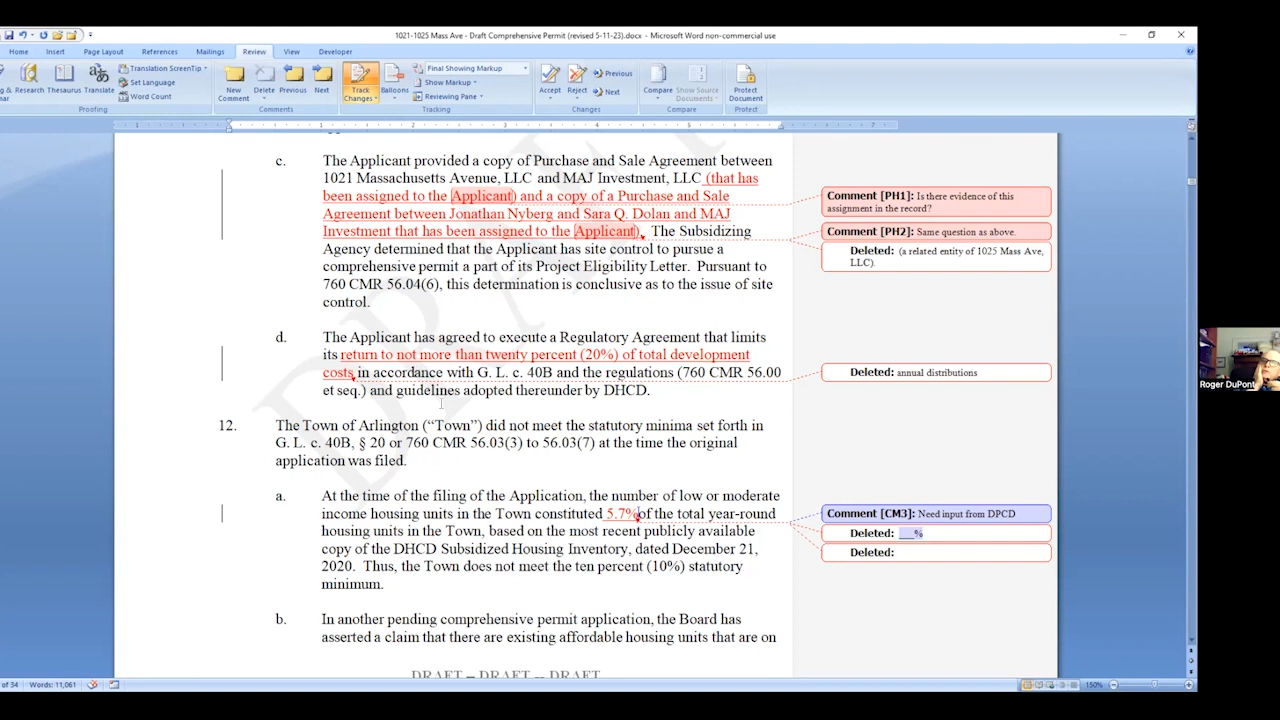 1021-1025 Mass Ave - Draft Comprehensive Permit (revised 5-11-23).docx - Microsoft Word non-commercial use
Home Insert Page Layout References Mailings Review View Developer
Research Thesaurus Translate
Translation ScreenTip
Set Language
Word Count
Proofing
New Comment Delete Previous Next
Comments
Track Changes Balloons
Final Showing Markup
Show Markup
Reviewing Pane
Tracking
Accept Reject Previous
Next
Changes
Compare Show Source Documents
Compare
Protect Document
Protect
c. The Applicant provided a copy of Purchase and Sale Agreement between
1021 Massachusetts Avenue, LLC and MAJ Investment, LLC (that has
been assigned to the Applicant) and a copy of a Purchase and Sale
Agreement between Jonathan Nyberg and Sara Q. Dolan and MAJ
Investment that has been assigned to the Applicant). The Subsidizing
Agency determined that the Applicant has site control to pursue a
comprehensive permit a part of its Project Eligibility Letter. Pursuant to
760 CMR 56.04(6), this determination is conclusive as to the issue of site
control.
d. The Applicant has agreed to execute a Regulatory Agreement that limits
its return to not more than twenty percent (20%) of total development
costs in accordance with G. L. c. 40B and the regulations (760 CMR 56.00
et seq.) and guidelines adopted thereunder by DHCD.
12. The Town of Arlington (“Town”) did not meet the statutory minima set forth in
G. L. c. 40B, § 20 or 760 CMR 56.03(3) to 56.03(7) at the time the original
application was filed.
a. At the time of the filing of the Application, the number of low or moderate
income housing units in the Town constituted 5.7% of the total year-round
housing units in the Town, based on the most recent publicly available
copy of the DHCD Subsidized Housing Inventory, dated December 21,
2020. Thus, the Town does not meet the ten percent (10%) statutory
minimum.
b. In another pending comprehensive permit application, the Board has
asserted a claim that there are existing affordable housing units that are on
DRAFT – DRAFT – DRAFT
DRAFT
Comment [PH1]: Is there evidence of this
assignment in the record?
Comment [PH2]: Same question as above.
Deleted: (a related entity of 1025 Mass Ave,
LLC).
Deleted: annual distributions
Comment [CM3]: Need input from DPCD
Deleted: ___%
Deleted:
Roger DuPont
of 34 Words: 11,061
150%